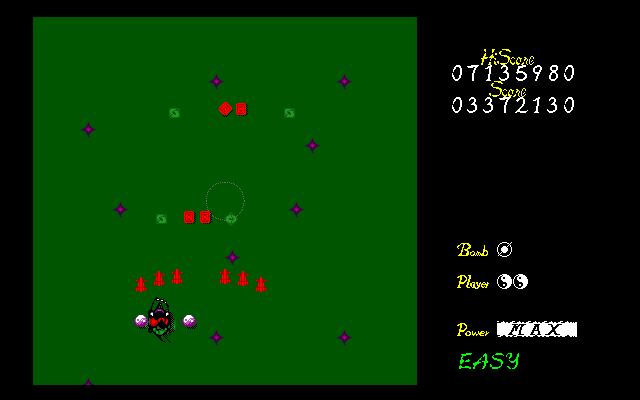 HiScore
07135980
Score
03372130
Bomb
Player
Power MAX
EASY